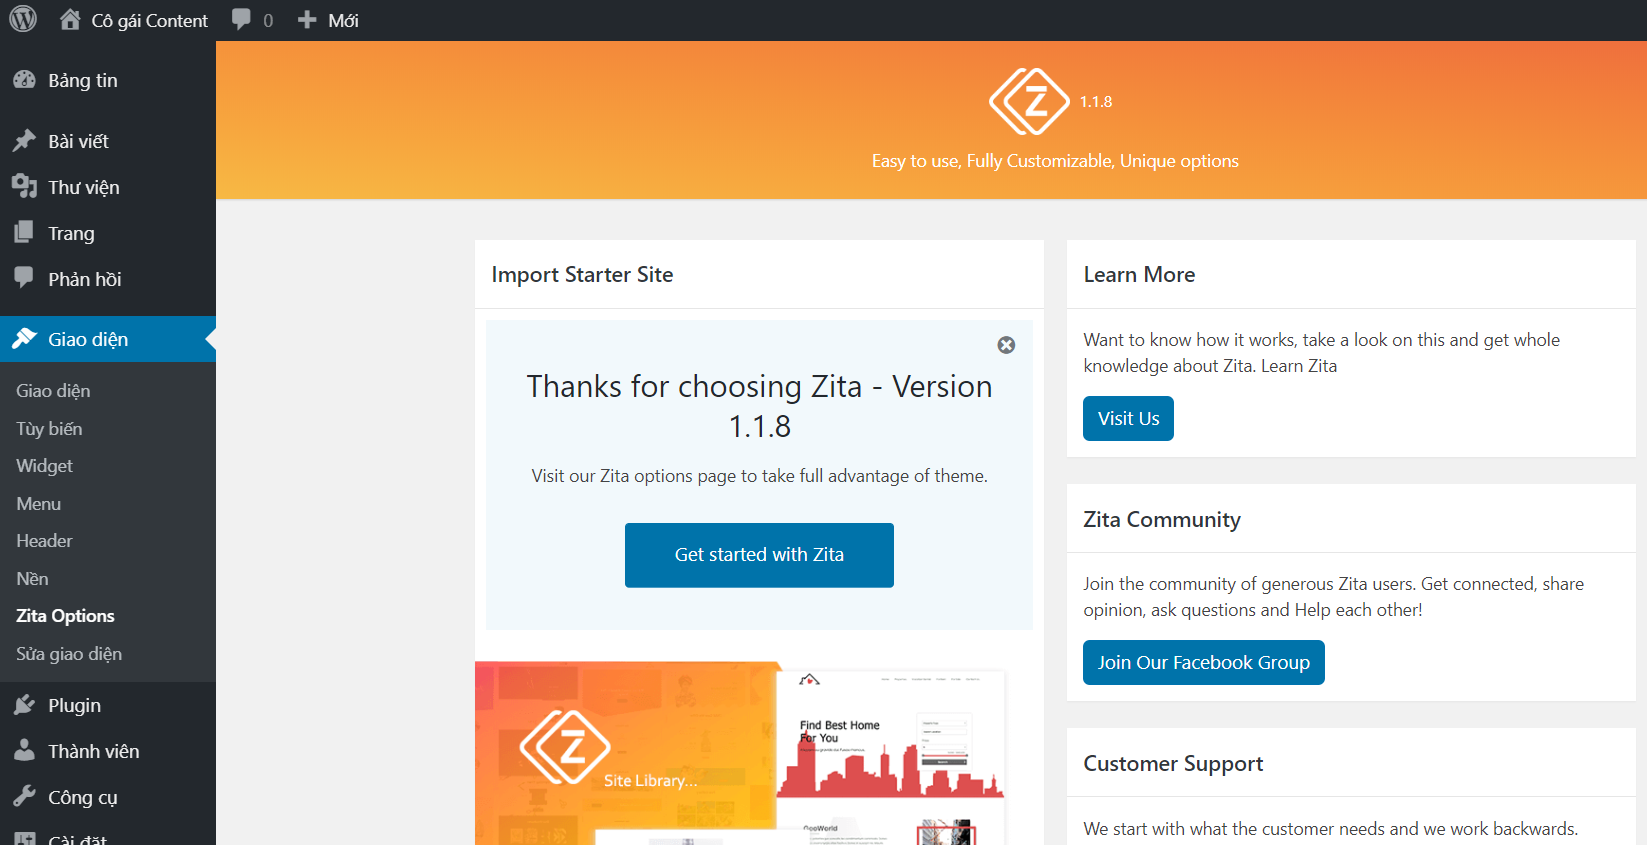 Cô gái Content
0
Mới
Bảng tin
Bài viết
Thư viện
Trang
Phản hồi
Giao diện
Giao diện
Tùy biến
Widget
Menu
Header
Nền
Zita Options
Sửa giao diện
Plugin
Thành viên
Công cụ
Cài đặt
1.1.8
Easy to use, Fully Customizable, Unique options
Import Starter Site
Thanks for choosing Zita - Version
1.1.8
Visit our Zita options page to take full advantage of theme.
Get started with Zita
Site Library...
Find Best Home
For You
Learn More
Want to know how it works, take a look on this and get whole
knowledge about Zita. Learn Zita
Visit Us
Zita Community
Join the community of generous Zita users. Get connected, share
opinion, ask questions and Help each other!
Join Our Facebook Group
Customer Support
We start with what the customer needs and we work backwards.